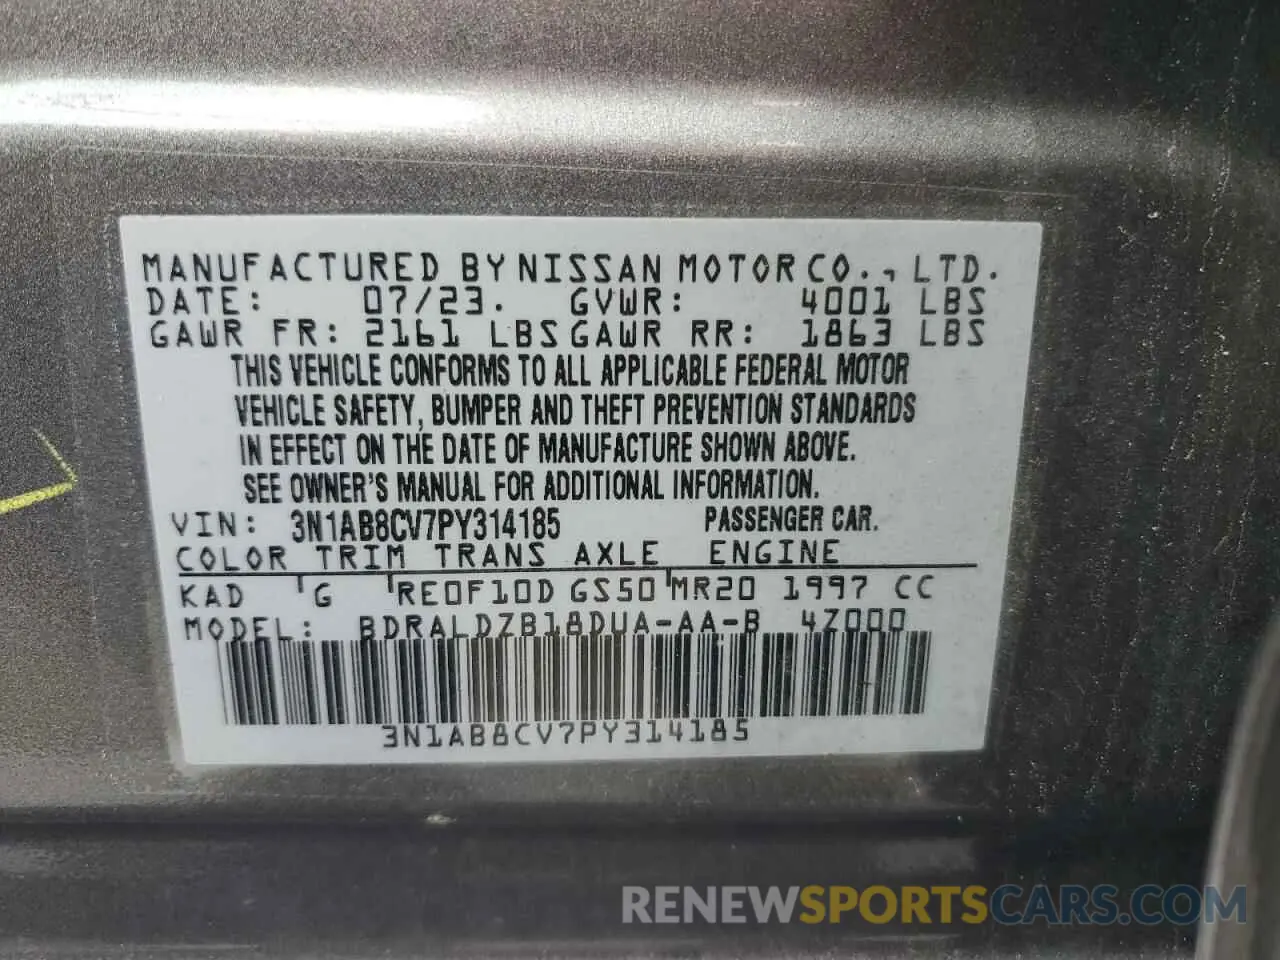 MANUFACTURED BY NISSAN MOTOR CO., LTD.
DATE: 07/23. GVWR: 4001 LBS
GAWR FR: 2161 LBS GAWR RR: 1863 LBS
THIS VEHICLE CONFORMS TO ALL APPLICABLE FEDERAL MOTOR
VEHICLE SAFETY, BUMPER AND THEFT PREVENTION STANDARDS
IN EFFECT ON THE DATE OF MANUFACTURE SHOWN ABOVE.
SEE OWNER'S MANUAL FOR ADDITIONAL INFORMATION.
VIN: 3N1AB8CV7PY314185 PASSENGER CAR.
COLOR TRIM TRANS AXLE ENGINE
KAD G RE0F10D GS50 MR20 1997 CC
MODEL: BDRALDZB18DUA-AA-B 4Z000
3N1AB8CV7PY314185
RENEWSPORTSCARS.COM